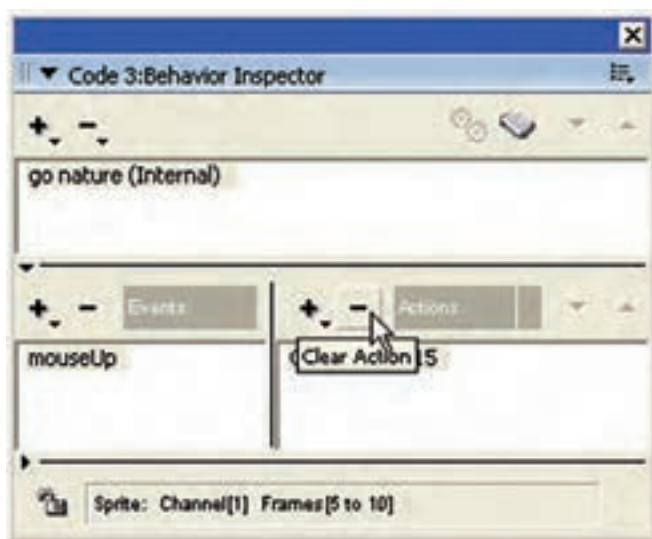 Code 3:Behavior Inspector
go nature (Internal)
Events
Actions
mouseUp
Clear Action
15
Sprite: Channel[1] Frames[5 to 10]